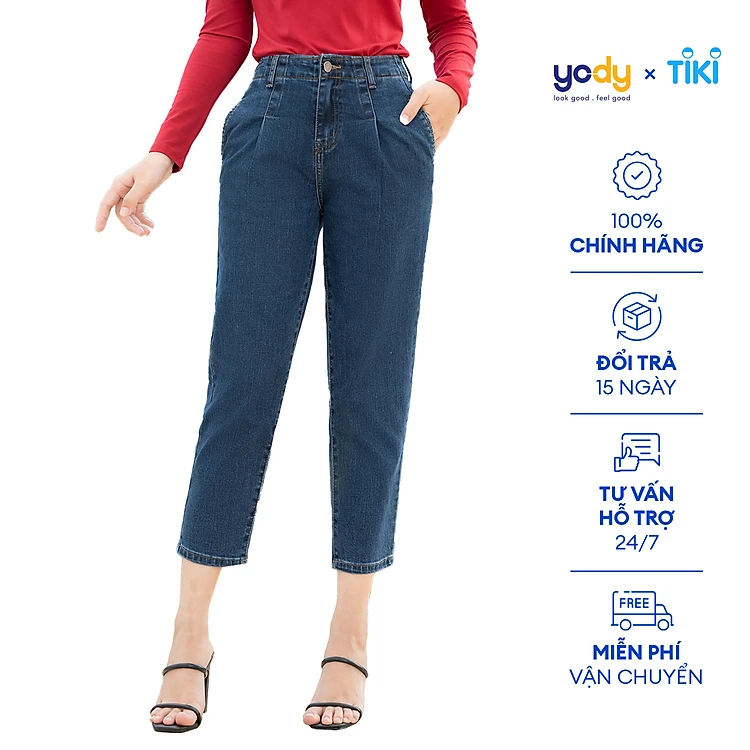 yody × TIKI
look good . feel good
100%
CHÍNH HÃNG
ĐỔI TRẢ
15 NGÀY
TƯ VẤN
HỖ TRỢ
24/7
FREE
MIỄN PHÍ
VẬN CHUYỂN